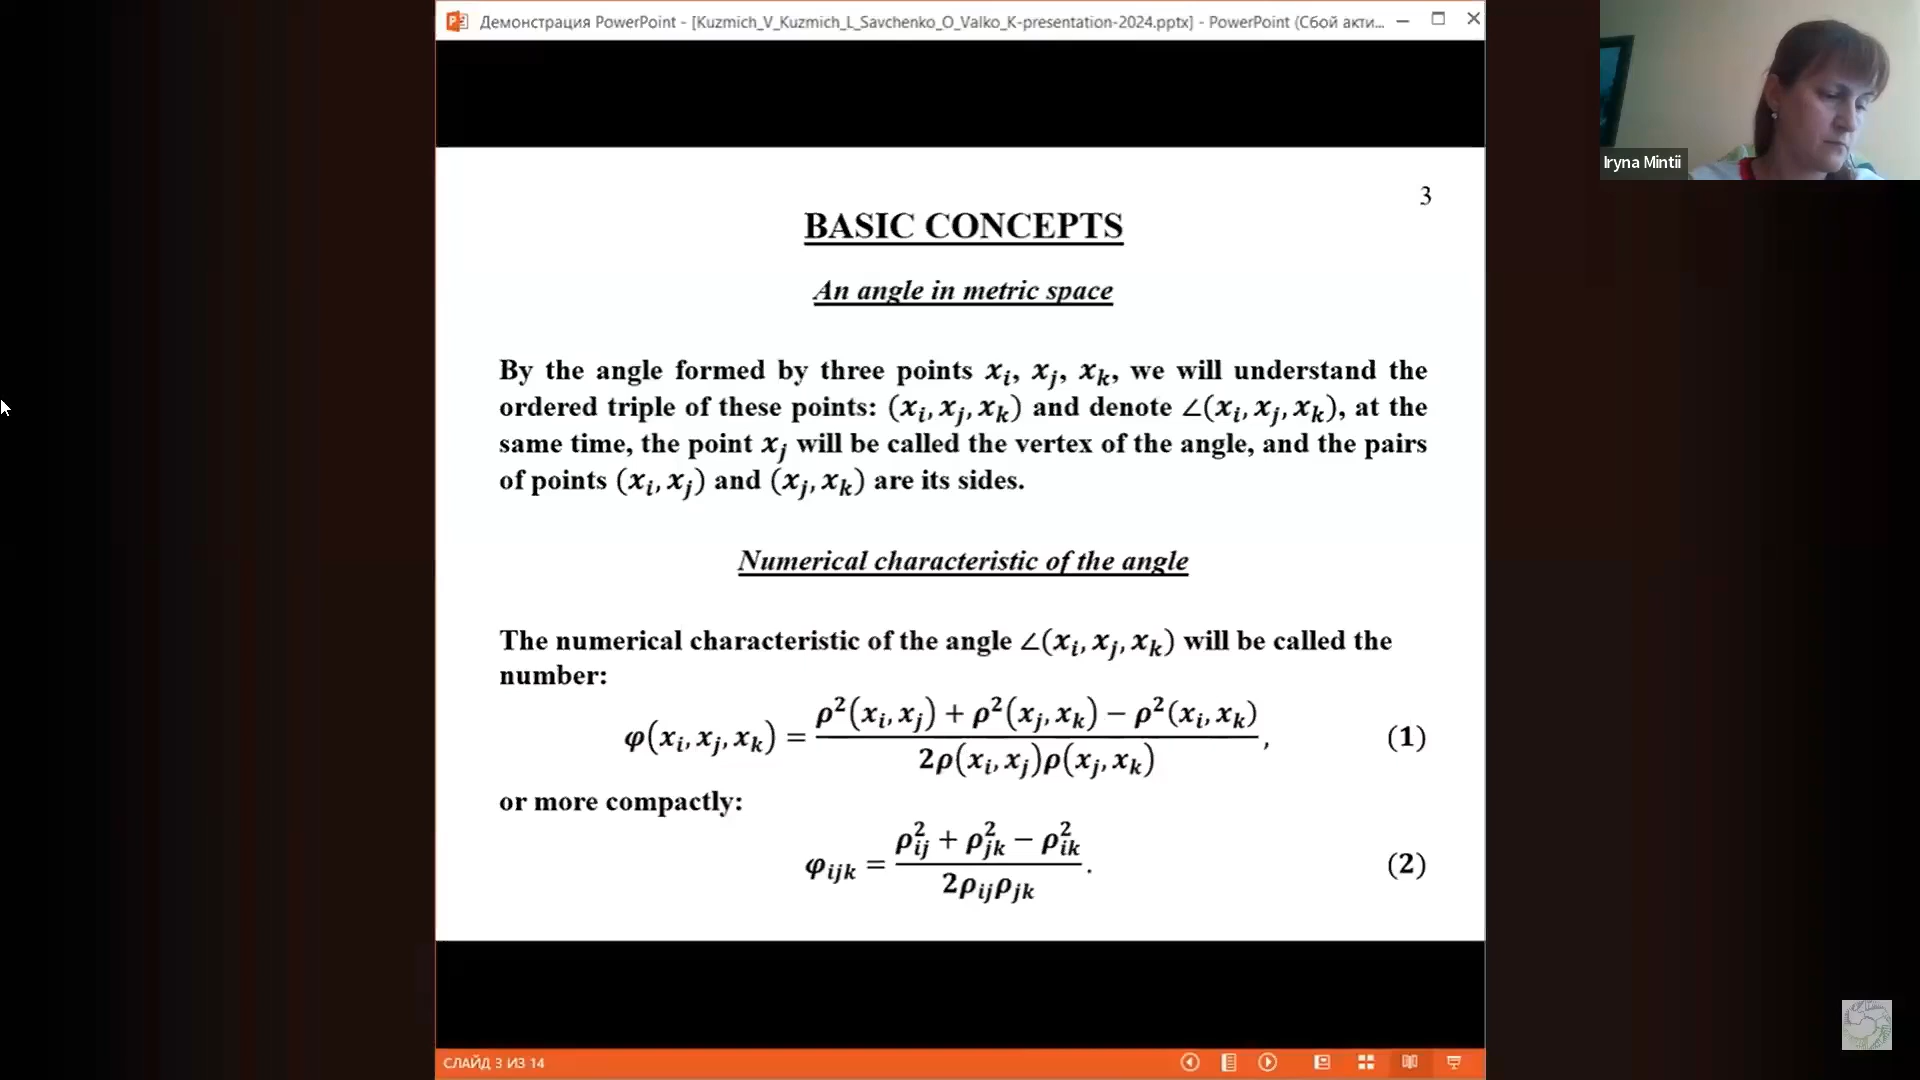 Демонстрация PowerPoint - [Kuzmich_V_Kuzmich_L_Savchenko_O_Valko_K-presentation-2024.pptx] - PowerPoint (Сбой акти...
Iryna Mintii
3
BASIC CONCEPTS
An angle in metric space
By the angle formed by three points xᵢ, xⱼ, xₖ, we will understand the
ordered triple of these points: (xᵢ, xⱼ, xₖ) and denote ∠(xᵢ, xⱼ, xₖ), at the
same time, the point xⱼ will be called the vertex of the angle, and the pairs
of points (xᵢ, xⱼ) and (xⱼ, xₖ) are its sides.
Numerical characteristic of the angle
The numerical characteristic of the angle ∠(xᵢ, xⱼ, xₖ) will be called the
number:
φ(xᵢ, xⱼ, xₖ) = (ρ²(xᵢ, xⱼ) + ρ²(xⱼ, xₖ) − ρ²(xᵢ, xₖ)) / (2ρ(xᵢ, xⱼ)ρ(xⱼ, xₖ)), (1)
or more compactly:
φᵢⱼₖ = (ρ²ᵢⱼ + ρ²ⱼₖ − ρ²ᵢₖ) / (2ρᵢⱼρⱼₖ). (2)
СЛАЙД 3 ИЗ 14